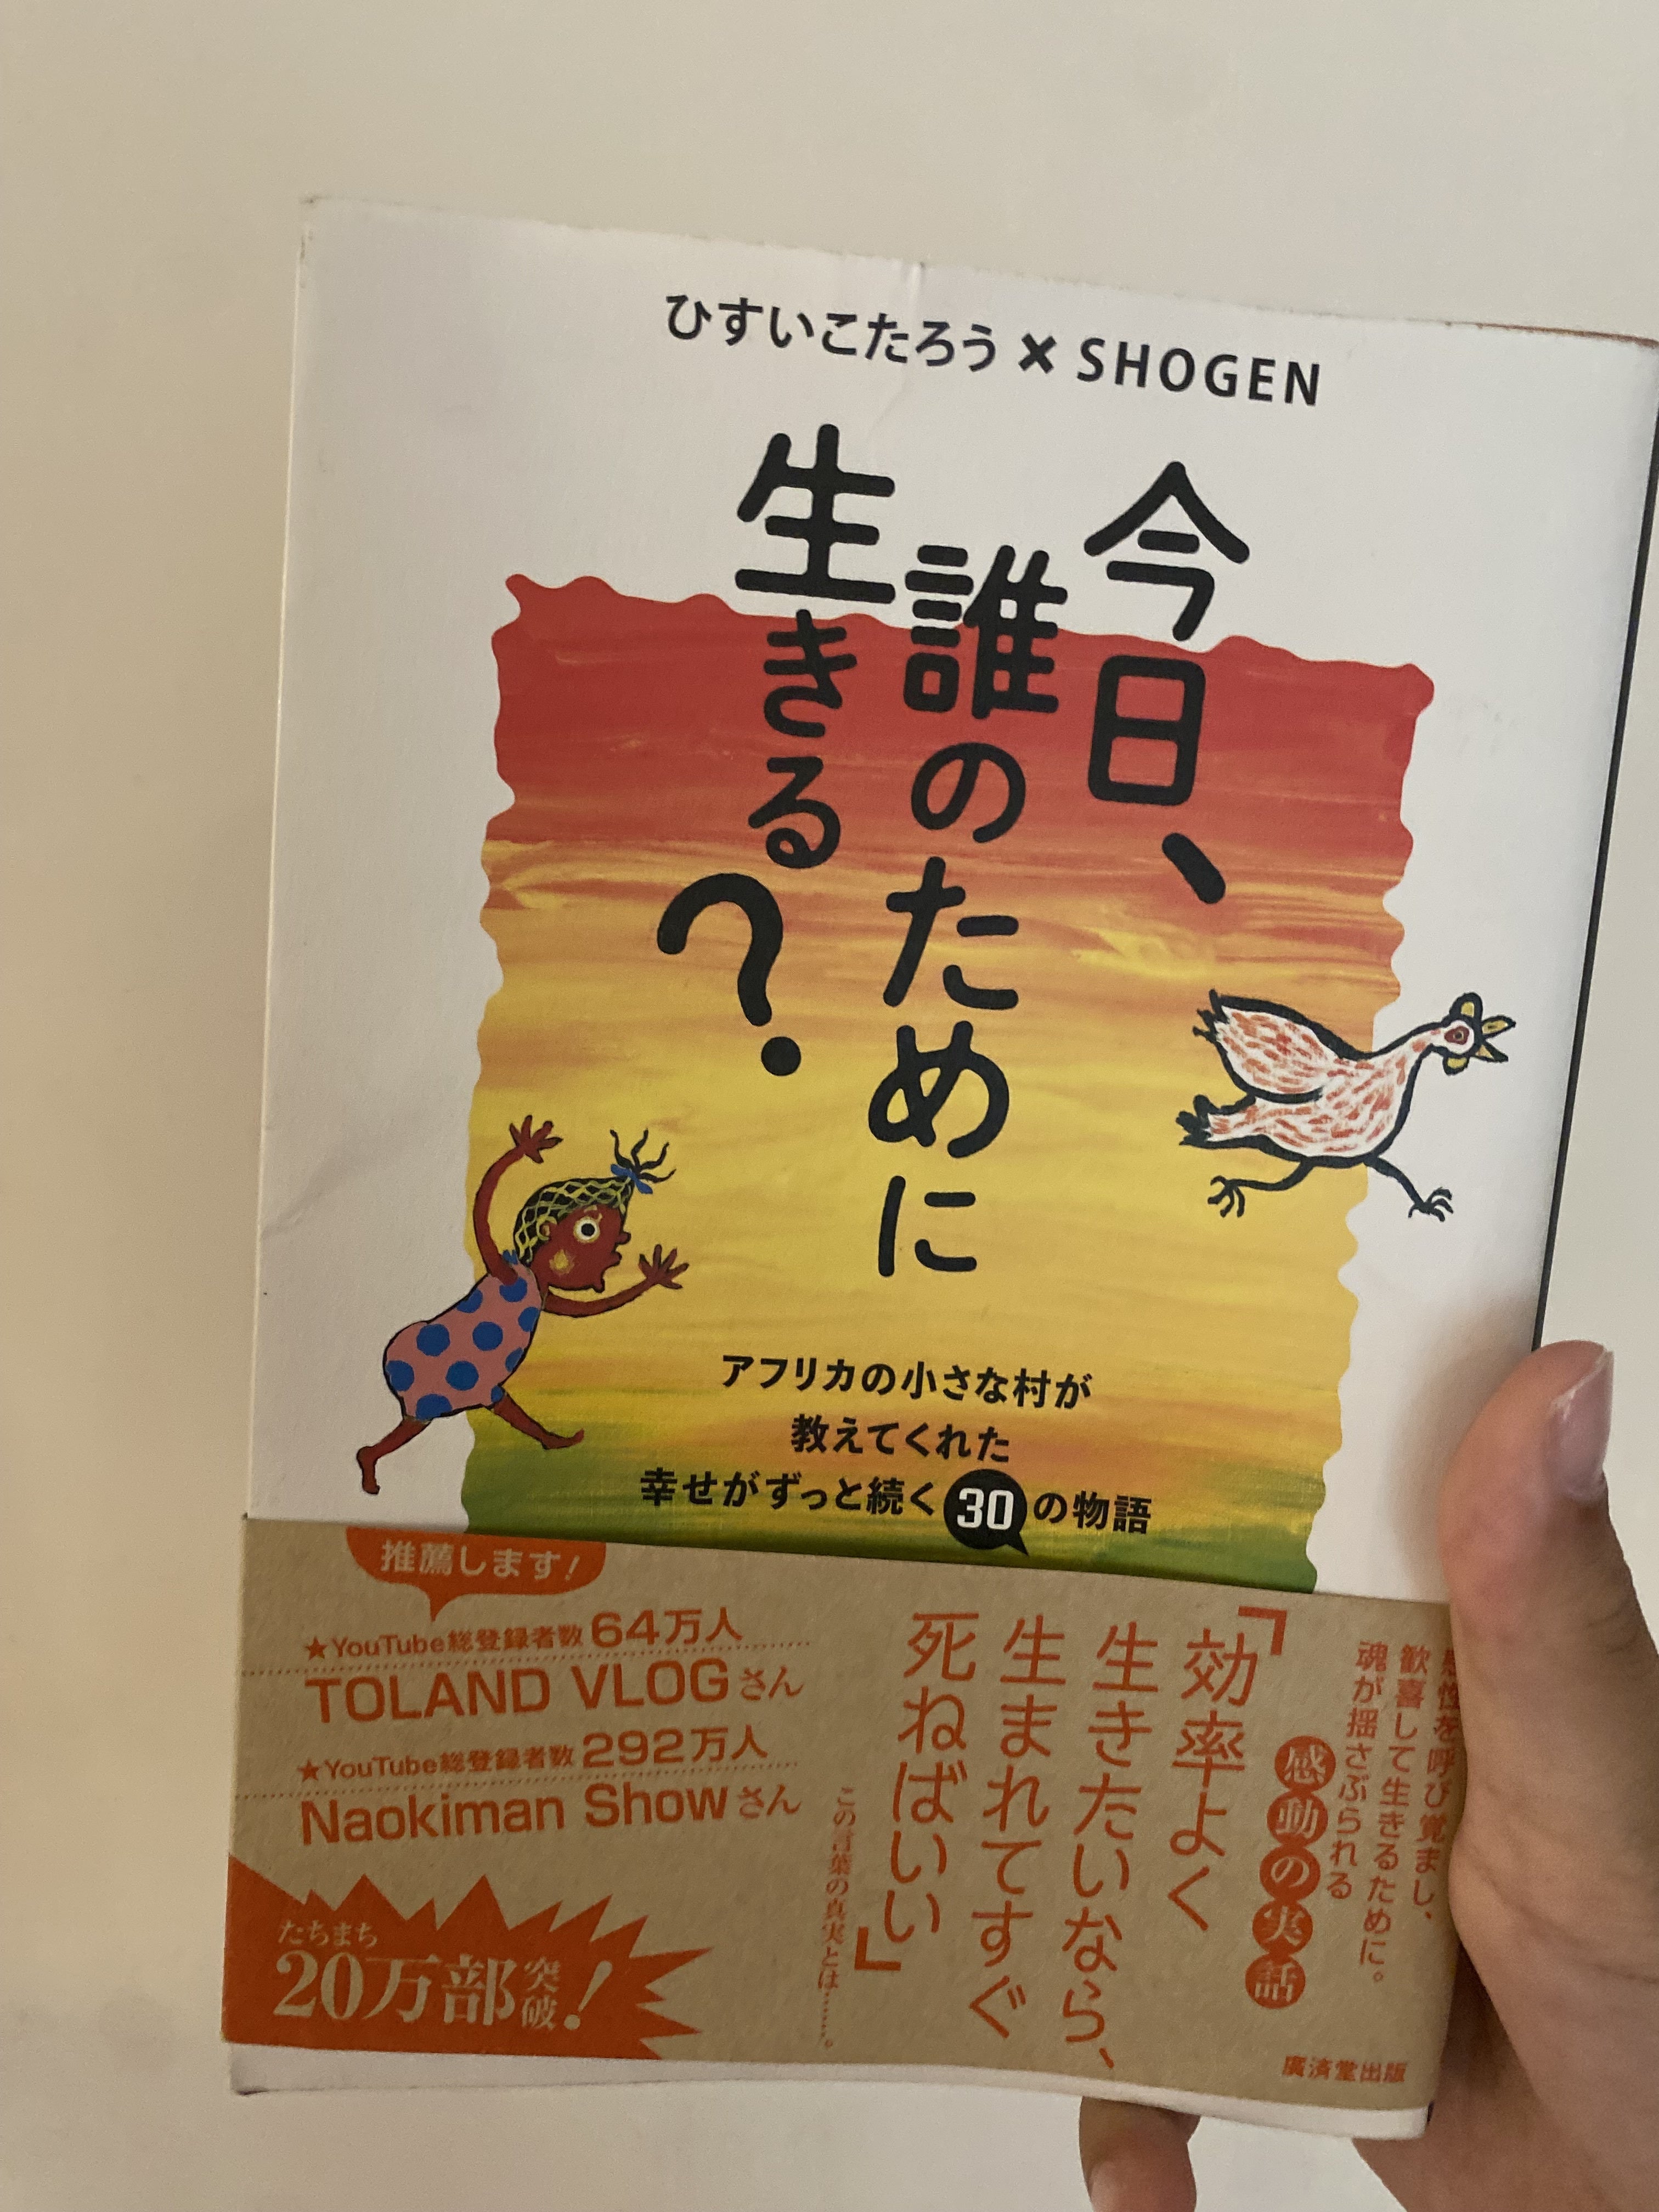 ひすいこたろう×SHOGEN
今日、
誰のために
生きる?
アフリカの小さな村が
教えてくれた
幸せがずっと続く30の物語
推薦します!
★YouTube総登録者数64万人
TOLAND VLOGさん
★YouTube総登録者数292万人
Naokiman Showさん
たちまち
20万部突破!
感性を呼び覚まし、
歓喜して生きるために。
魂が揺さぶられる
感動の実話
「効率よく
生きたいなら、
生まれてすぐ
死ねばいい」
この言葉の真実とは……。
廣済堂出版